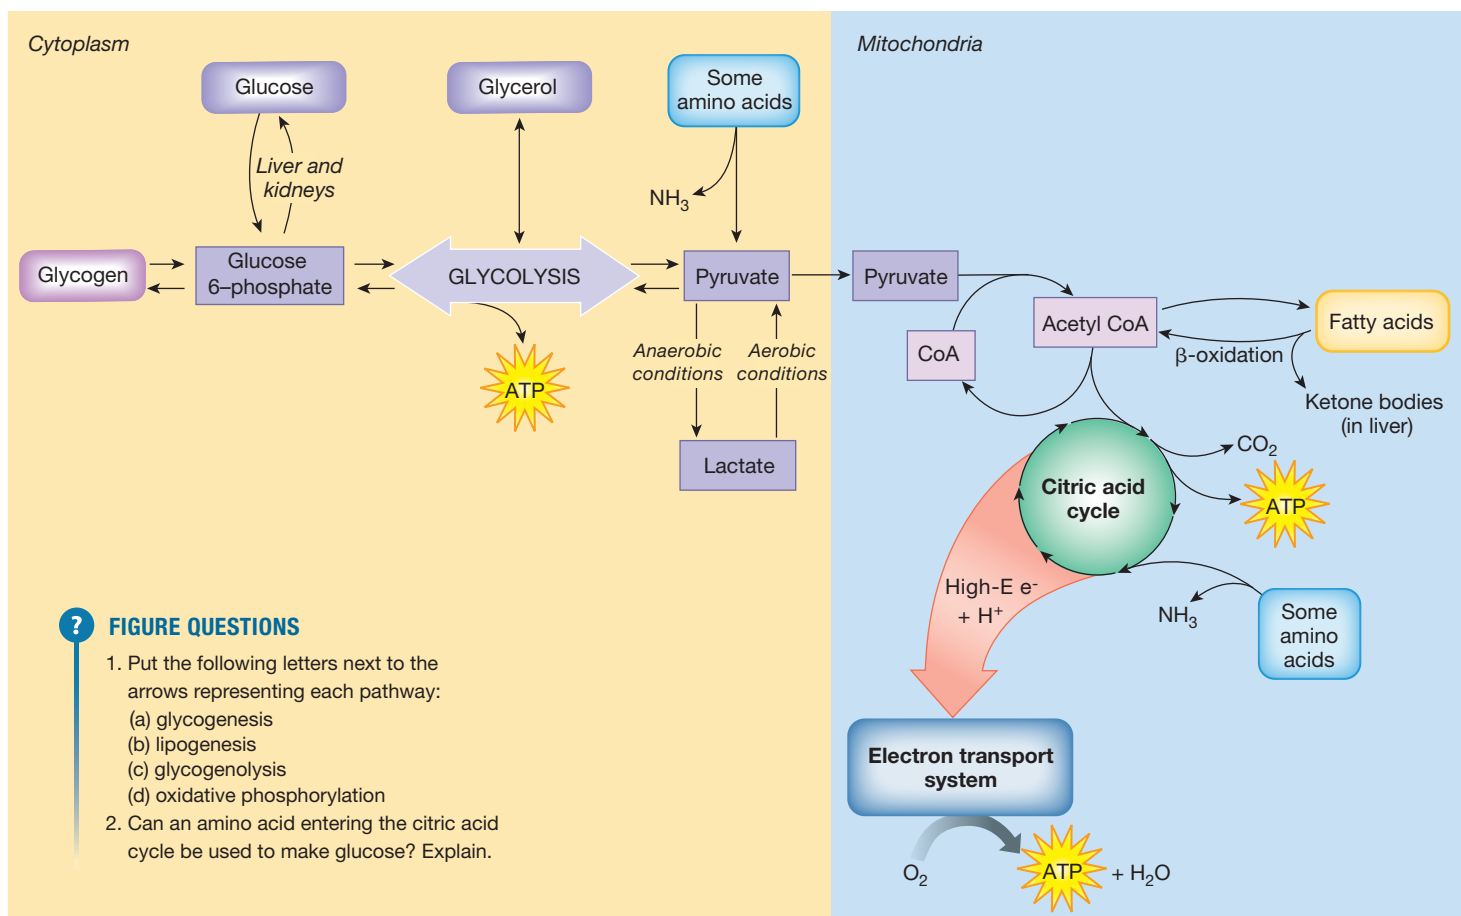 Cytoplasm
Mitochondria
Glucose
Glycerol
Some
amino acids
Liver and
kidneys
NH₃
Glycogen
Glucose
6–phosphate
GLYCOLYSIS
Pyruvate
Pyruvate
Acetyl CoA
Fatty acids
CoA
β-oxidation
Ketone bodies
(in liver)
Anaerobic
conditions
Aerobic
conditions
ATP
Lactate
CO₂
Citric acid
cycle
ATP
High-E e⁻
+ H⁺
NH₃
Some
amino
acids
? FIGURE QUESTIONS
1. Put the following letters next to the
arrows representing each pathway:
(a) glycogenesis
(b) lipogenesis
(c) glycogenolysis
(d) oxidative phosphorylation
2. Can an amino acid entering the citric acid
cycle be used to make glucose? Explain.
Electron transport
system
O₂
ATP + H₂O